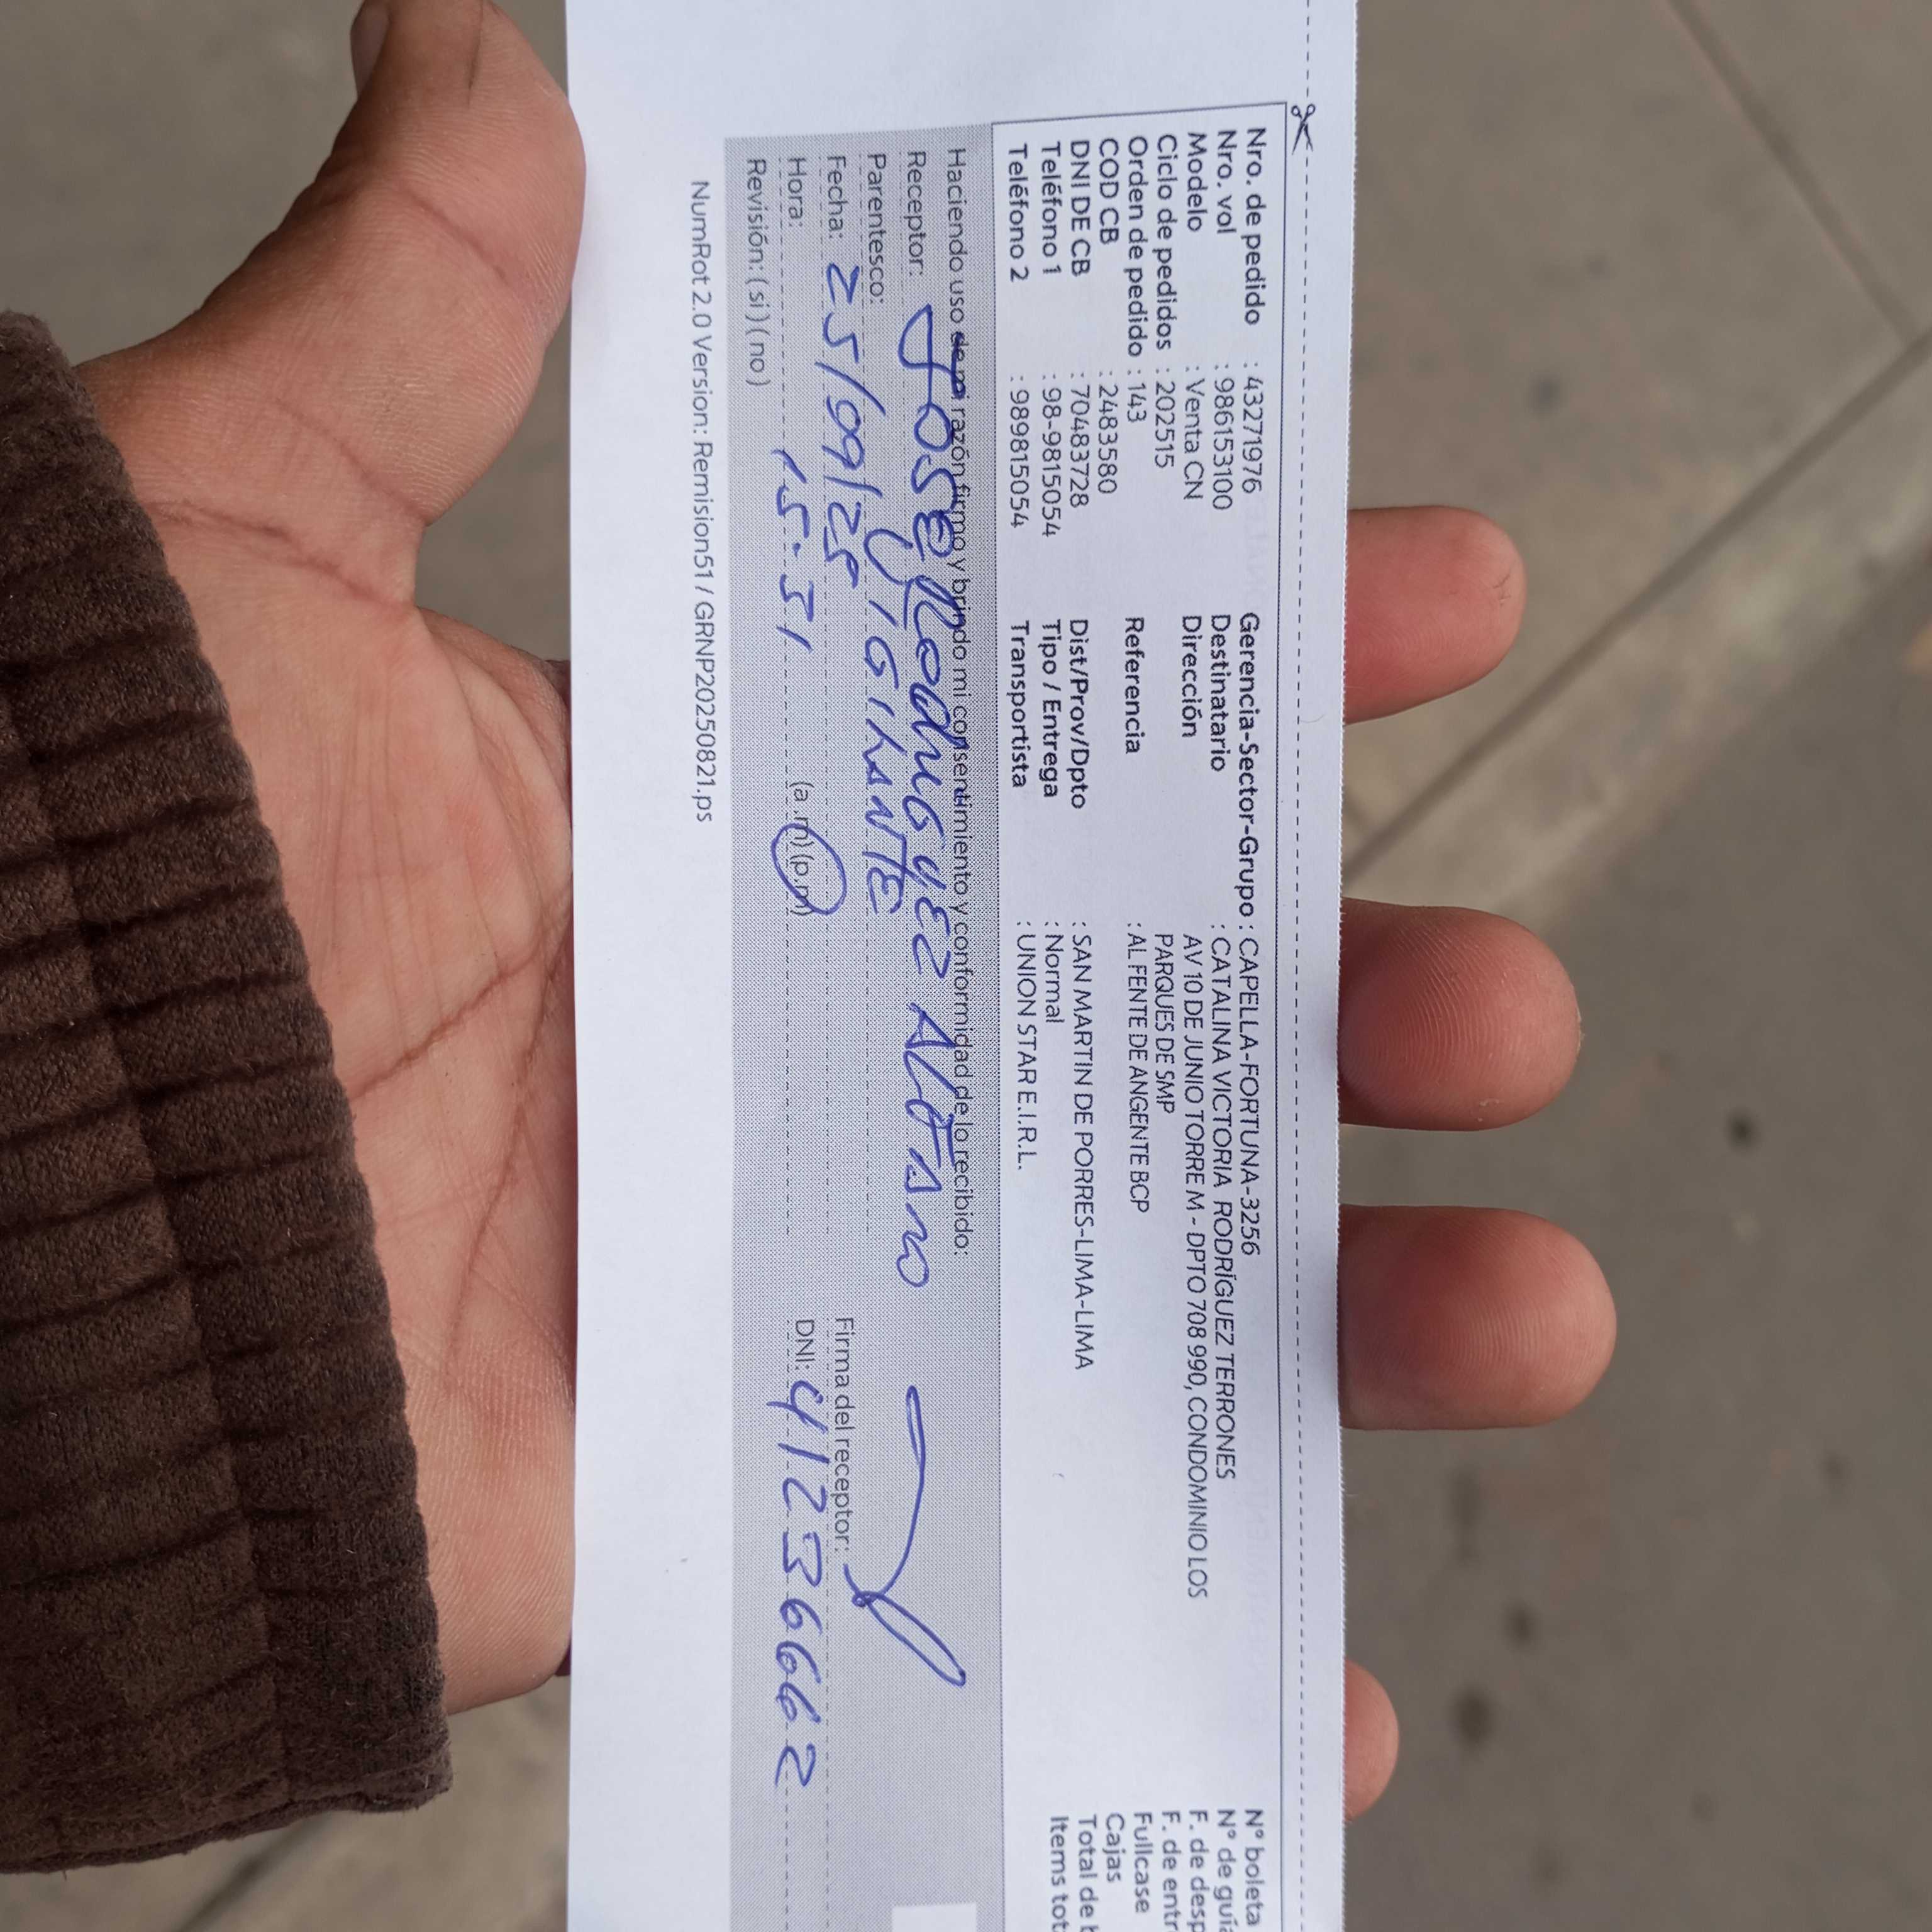 Nro. de pedido : 43271976
Nro. vol : 986153100
Modelo : Venta CN
Ciclo de pedidos : 202515
Orden de pedido : 143
COD CB : 2483580
DNI DE CB : 70483728
Teléfono 1 : 98-9815054
Teléfono 2 : 989815054
Gerencia-Sector-Grupo : CAPELLA-FORTUNA-3256
Destinatario : CATALINA VICTORIA RODRÍGUEZ TERRONES
Dirección AV 10 DE JUNIO TORRE M - DPTO 708 990, CONDOMINIO LOS
PARQUES DE SMP
Referencia : AL FENTE DE ANGENTE BCP
Dist/Prov/Dpto : SAN MARTIN DE PORRES-LIMA-LIMA
Tipo / Entrega : Normal
Transportista : UNION STAR E.I.R.L.
N° boleta
N° de guía
F. de desp
F. de entr
Fullcase
Cajas
Total de
Items tot
Haciendo uso de mi razón firmo y brindo mi consentimiento y conformidad de lo recibido:
Receptor: JOSE RODRIGUEZ
Parentesco: VIGILANTE
Fecha: 25/09/25
Hora: 15:31 (a.m) (p.m)
Revisión: ( si ) ( no )
Firma del receptor:
DNI: 41236662
NumRot 2.0 Version: Remision51 / GRNP20250821.ps